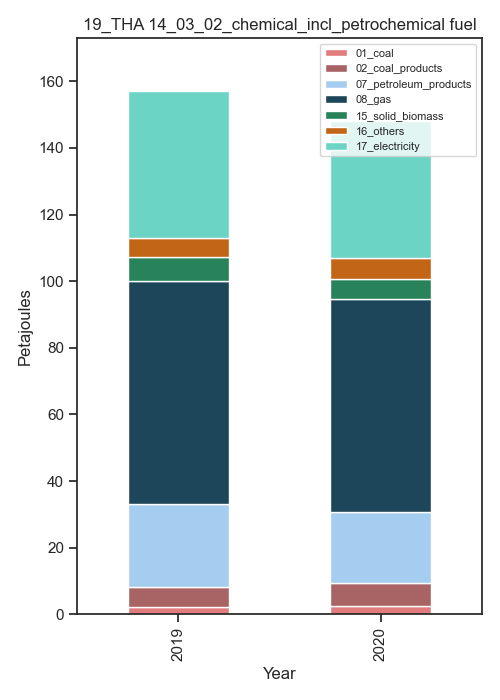 19_THA 14_03_02_chemical_incl_petrochemical fuel
01_coal
02_coal_products
07_petroleum_products
08_gas
15_solid_biomass
16_others
17_electricity
160
140
120
100
80
60
40
20
0
Petajoules
2019
2020
Year